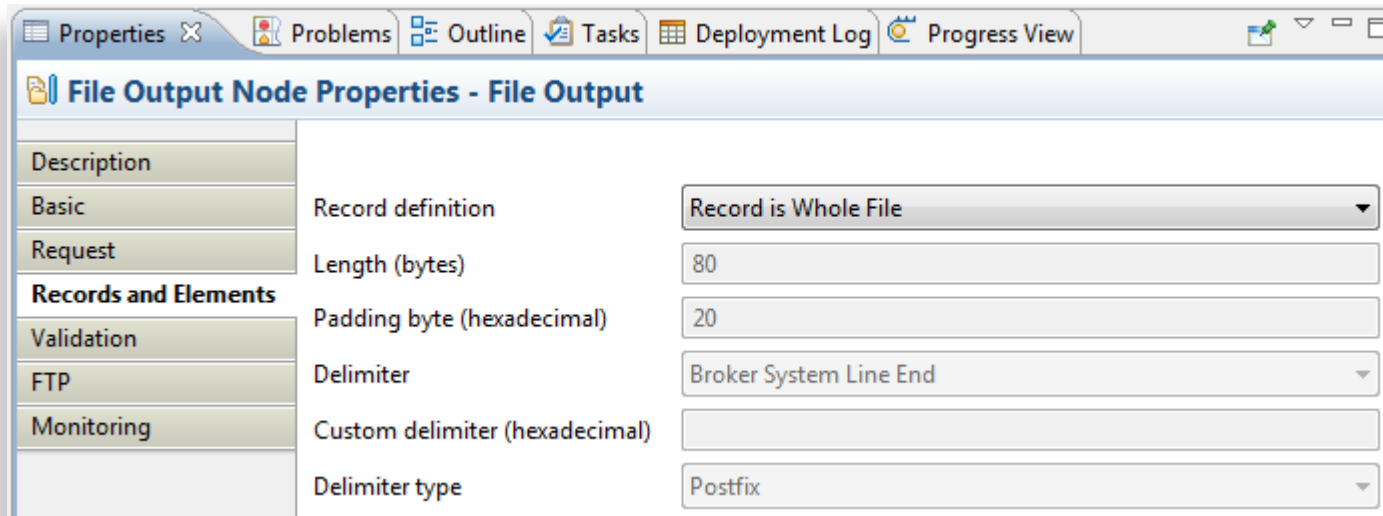 Properties Problems Outline Tasks Deployment Log Progress View
File Output Node Properties - File Output
Description
Basic
Request
Records and Elements
Validation
FTP
Monitoring
Record definition Record is Whole File
Length (bytes) 80
Padding byte (hexadecimal) 20
Delimiter Broker System Line End
Custom delimiter (hexadecimal)
Delimiter type Postfix